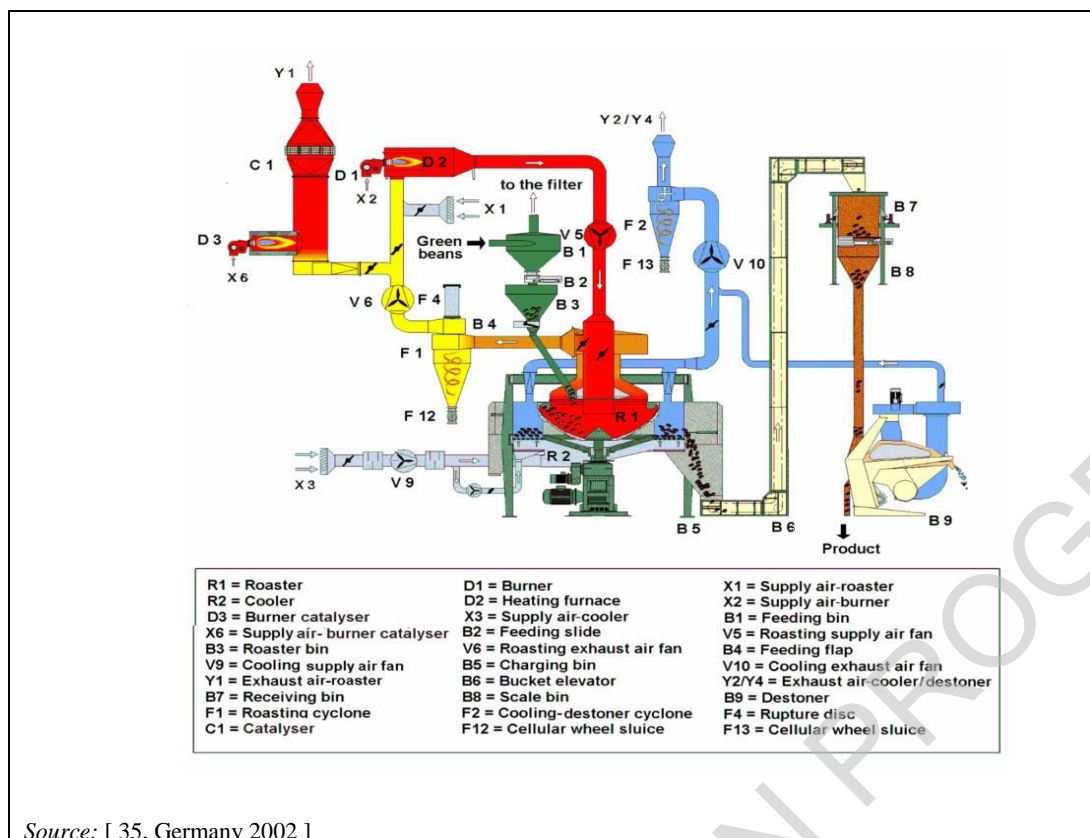 Y 1
Y2/Y4
C 1
D 1
D 2
X 2
to the filter
B 7
X 1
F 2
D 3
Green
beans
V 5
B 1
X 6
F 13
V 10
B 2
B 8
V 6
F 4
B 3
B 4
F 1
F 12
R 1
R 2
X 3
V 9
B 5
B 6
B 9
Product
R1 = Roaster
R2 = Cooler
D3 = Burner catalyser
X6 = Supply air- burner catalyser
B3 = Roaster bin
V9 = Cooling supply air fan
Y1 = Exhaust air-roaster
B7 = Receiving bin
F1 = Roasting cyclone
C1 = Catalyser
D1 = Burner
D2 = Heating furnace
X3 = Supply air-cooler
B2 = Feeding slide
V6 = Roasting exhaust air fan
B5 = Charging bin
B6 = Bucket elevator
B8 = Scale bin
F2 = Cooling-destoner cyclone
F12 = Cellular wheel sluice
X1 = Supply air-roaster
X2 = Supply air-burner
B1 = Feeding bin
V5 = Roasting supply air fan
B4 = Feeding flap
V10 = Cooling exhaust air fan
Y2/Y4 = Exhaust air-cooler/destoner
B9 = Destoner
F4 = Rupture disc
F13 = Cellular wheel sluice
Source: [ 35, Germany 2002 ]
N PROG